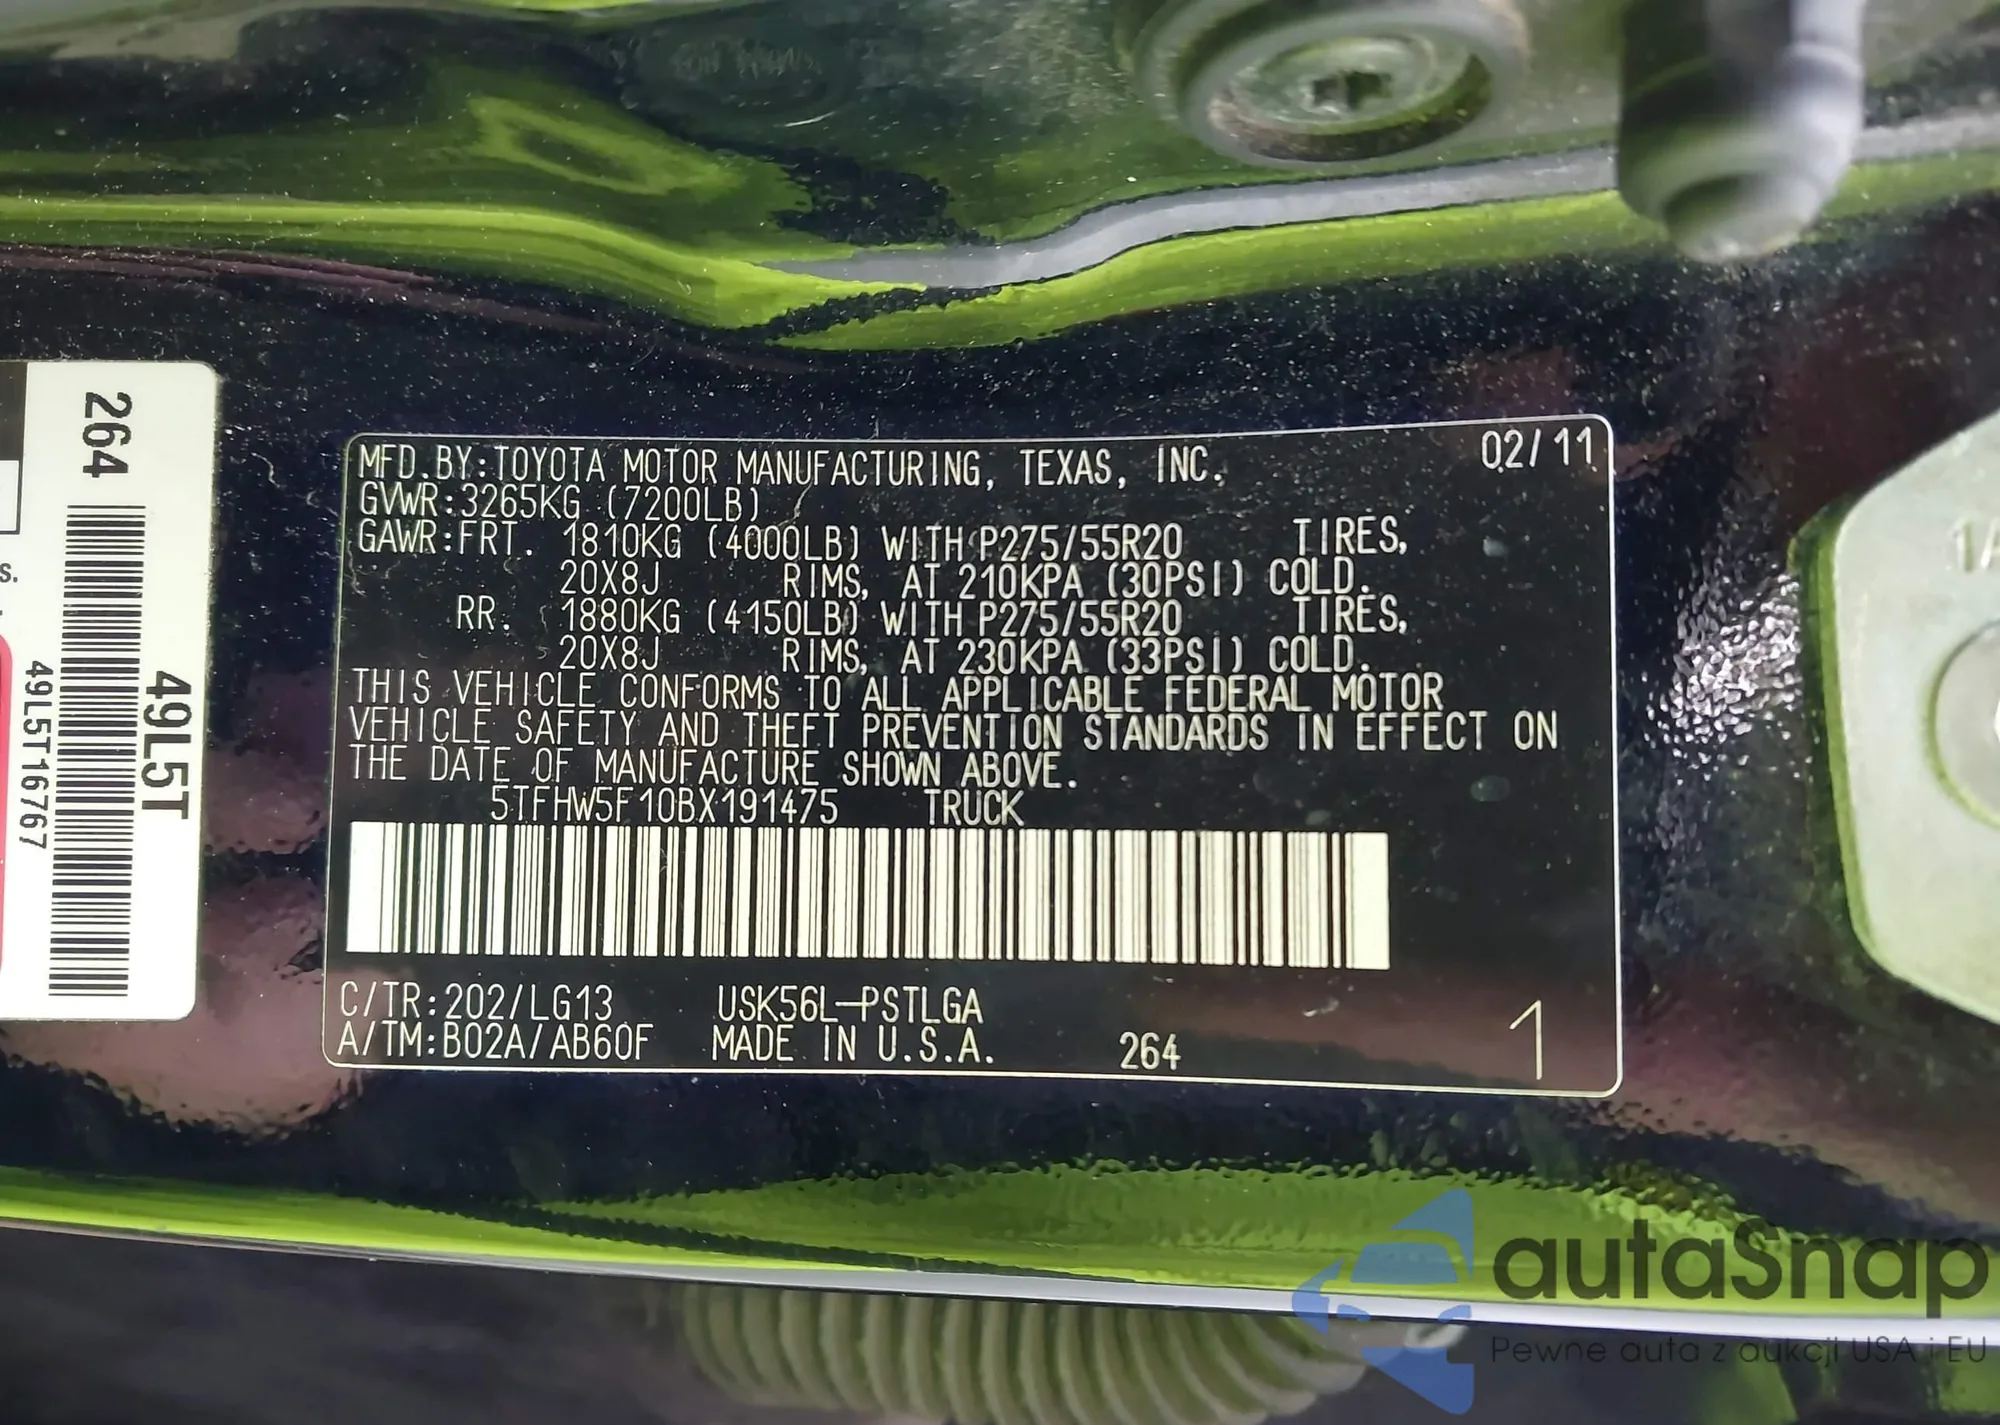 MFD.BY:TOYOTA MOTOR MANUFACTURING, TEXAS, INC. 02/11
GVWR:3265KG (7200LB)
GAWR:FRT. 1810KG (4000LB) WITH P275/55R20 TIRES,
20X8J RIMS, AT 210KPA (30PSI) COLD.
RR. 1880KG (4150LB) WITH P275/55R20 TIRES,
20X8J RIMS, AT 230KPA (33PSI) COLD.
THIS VEHICLE CONFORMS TO ALL APPLICABLE FEDERAL MOTOR
VEHICLE SAFETY AND THEFT PREVENTION STANDARDS IN EFFECT ON
THE DATE OF MANUFACTURE SHOWN ABOVE.
5TFHW5F10BX191475 TRUCK
C/TR:202/LG13 USK56L-PSTLGA
A/TM:B02A/AB60F MADE IN U.S.A. 264 1
264
49L5T
49L5T16767
s.
1A
autaSnap
Pewne auta z aukcji USA i EU